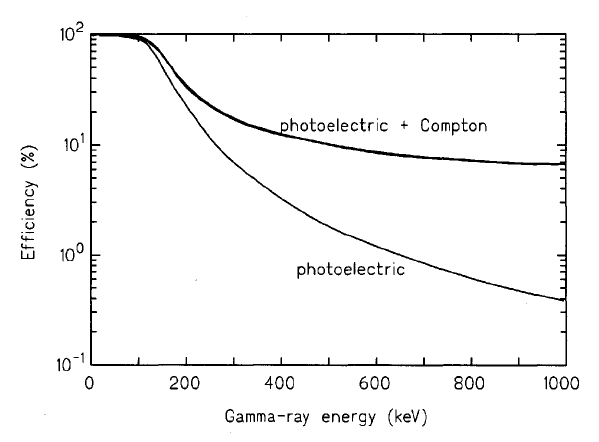 10²
10¹
10⁰
10⁻¹
Efficiency (%)
photoelectric + Compton
photoelectric
0 200 400 600 800 1000
Gamma-ray energy (keV)